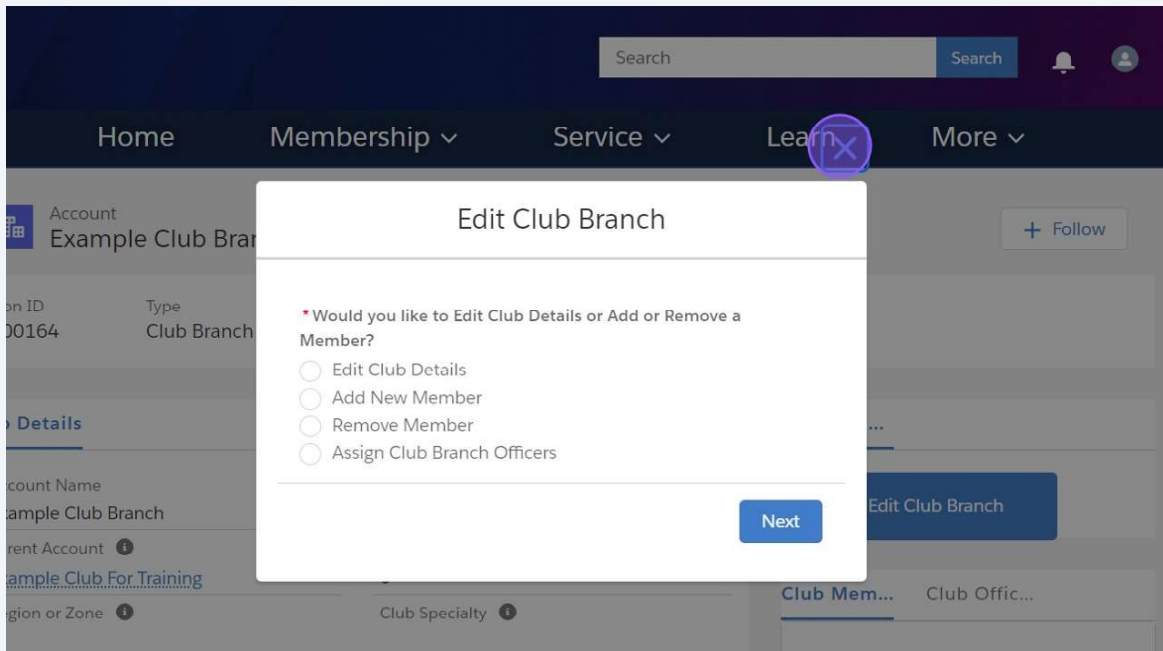 Search Search
Home Membership Service Learn More
Account
Example Club Bran
Edit Club Branch
+ Follow
on ID Type
00164 Club Branch
* Would you like to Edit Club Details or Add or Remove a
Member?
Edit Club Details
Add New Member
Remove Member
Assign Club Branch Officers
Details
...
ccount Name
xample Club Branch
Next
Edit Club Branch
rent Account
xample Club For Training
Club Mem... Club Offic...
egion or Zone Club Specialty